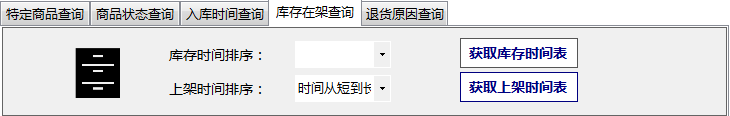 特定商品查询 商品状态查询 入库时间查询 库存在架查询 退货原因查询
库存时间排序： 获取库存时间表
上架时间排序： 时间从短到长 获取上架时间表